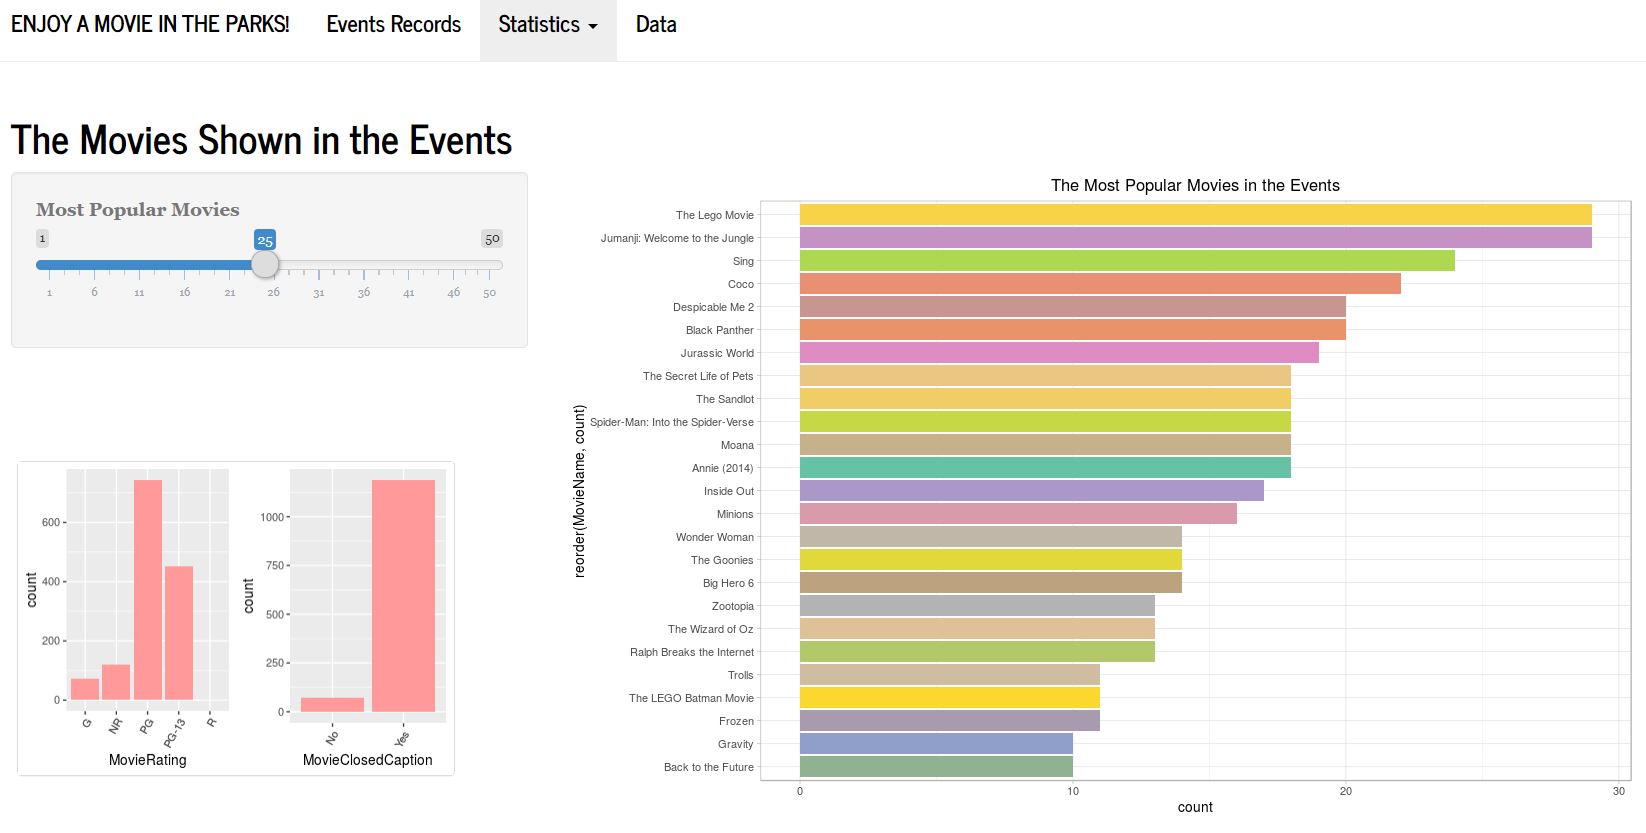 ENJOY A MOVIE IN THE PARKS! Events Records Statistics Data
The Movies Shown in the Events
Most Popular Movies
1 25 50
1 6 11 16 21 26 31 36 41 46 50
600
400
200
0
count
G NR PG PG-13 R
MovieRating
1000
750
500
250
0
count
No Yes
MovieClosedCaption
The Most Popular Movies in the Events
reorder(MovieName, count)
The Lego Movie
Jumanji: Welcome to the Jungle
Sing
Coco
Despicable Me 2
Black Panther
Jurassic World
The Secret Life of Pets
The Sandlot
Spider-Man: Into the Spider-Verse
Moana
Annie (2014)
Inside Out
Minions
Wonder Woman
The Goonies
Big Hero 6
Zootopia
The Wizard of Oz
Ralph Breaks the Internet
Trolls
The LEGO Batman Movie
Frozen
Gravity
Back to the Future
0 10 20 30
count